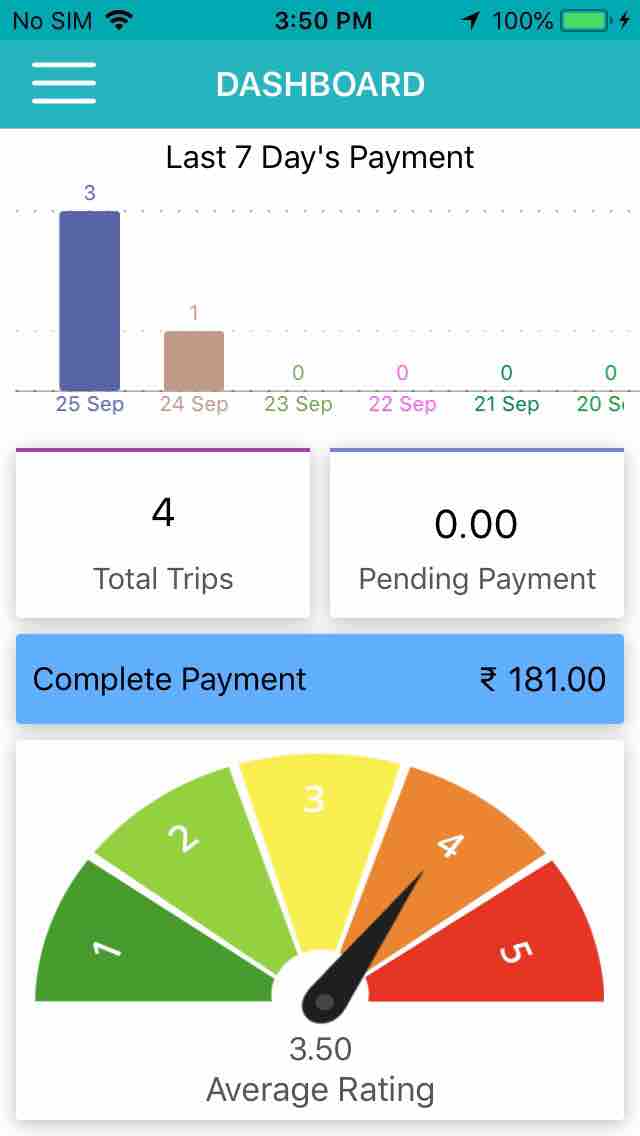 No SIM 3:50 PM 100%
DASHBOARD
Last 7 Day's Payment
3
1
0 0 0 0
25 Sep 24 Sep 23 Sep 22 Sep 21 Sep 20 S
4 0.00
Total Trips Pending Payment
Complete Payment ₹ 181.00
1 2 3 4 5
3.50
Average Rating